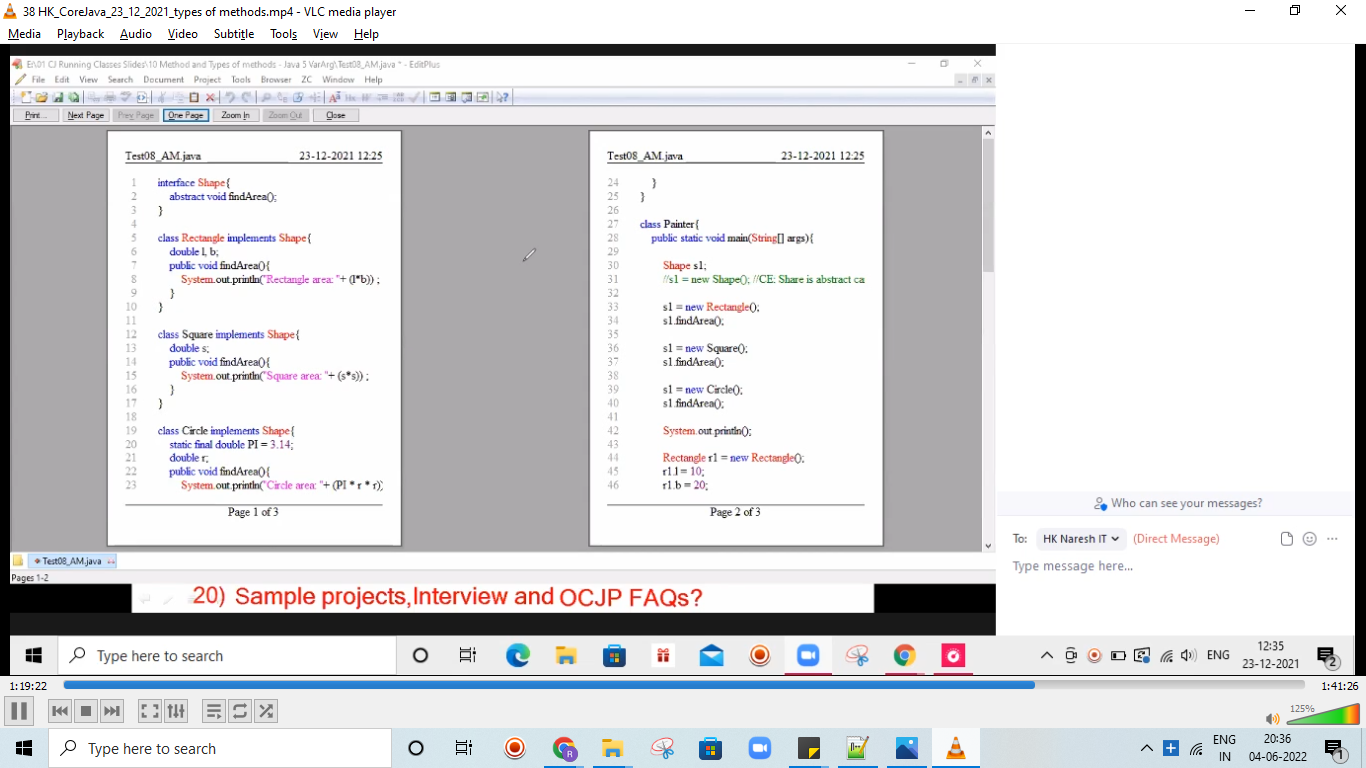 38 HK_CoreJava_23_12_2021_types of methods.mp4 - VLC media player
Media Playback Audio Video Subtitle Tools View Help
E:\01 CJ Running Classes Slides\10 Method and Types of methods - Java 5 VarArg\Test08_AM.java * - EditPlus
File Edit View Search Document Project Tools Browser ZC Window Help
Print... Next Page Prev Page One Page Zoom In Zoom Out Close
Test08_AM.java 23-12-2021 12:25
1 interface Shape{
2 abstract void findArea();
3 }
4
5 class Rectangle implements Shape{
6 double l, b;
7 public void findArea(){
8 System.out.println("Rectangle area: "+ (l*b)) ;
9 }
10 }
11
12 class Square implements Shape{
13 double s;
14 public void findArea(){
15 System.out.println("Square area: "+ (s*s)) ;
16 }
17 }
18
19 class Circle implements Shape{
20 static final double PI = 3.14;
21 double r;
22 public void findArea(){
23 System.out.println("Circle area: "+ (PI * r * r))
Page 1 of 3
Test08_AM.java 23-12-2021 12:25
24 }
25 }
26
27 class Painter{
28 public static void main(String[] args){
29
30 Shape s1;
31 //s1 = new Shape(); //CE: Share is abstract ca
32
33 s1 = new Rectangle();
34 s1.findArea();
35
36 s1 = new Square();
37 s1.findArea();
38
39 s1 = new Circle();
40 s1.findArea();
41
42 System.out.println();
43
44 Rectangle r1 = new Rectangle();
45 r1.l = 10;
46 r1.b = 20;
Page 2 of 3
Test08_AM.java
Pages 1-2
20) Sample projects,Interview and OCJP FAQs?
Who can see your messages?
To: HK Naresh IT (Direct Message)
Type message here...
Type here to search
ENG
12:35
23-12-2021
2
1:19:22
1:41:26
125%
Type here to search
ENG
IN
20:36
04-06-2022
1